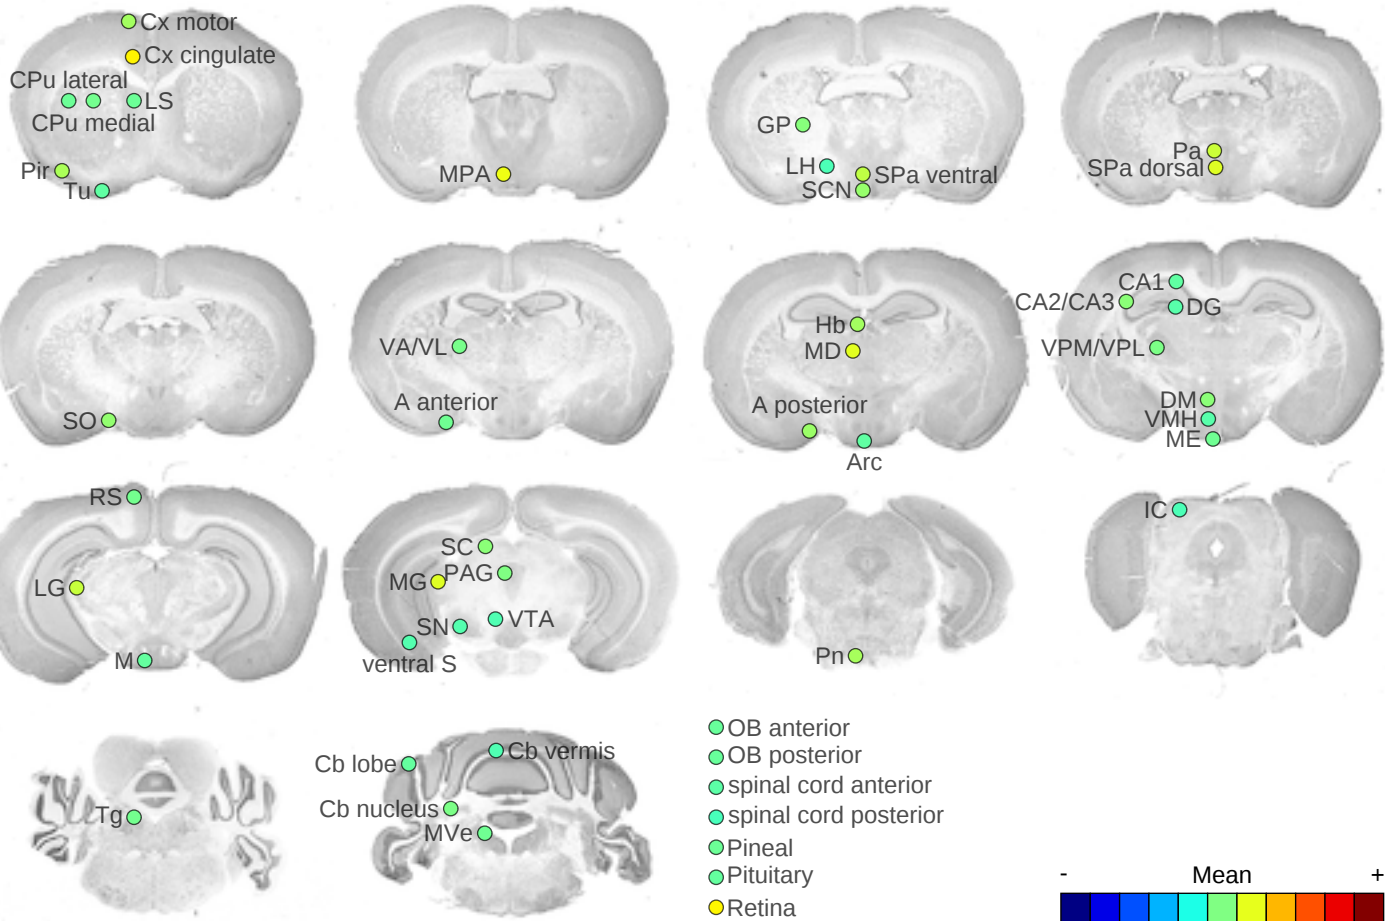 Cx motor
Cx cingulate
CPu lateral
LS
CPu medial
Pir
Tu
MPA
GP
LH
SPa ventral
SCN
Pa
SPa dorsal
SO
VA/VL
A anterior
Hb
MD
A posterior
Arc
CA1
CA2/CA3
DG
VPM/VPL
DM
VMH
ME
RS
LG
M
SC
PAG
MG
VTA
SN
ventral S
Pn
IC
Tg
Cb vermis
Cb lobe
Cb nucleus
MVe
OB anterior
OB posterior
spinal cord anterior
spinal cord posterior
Pineal
Pituitary
Retina
- Mean +